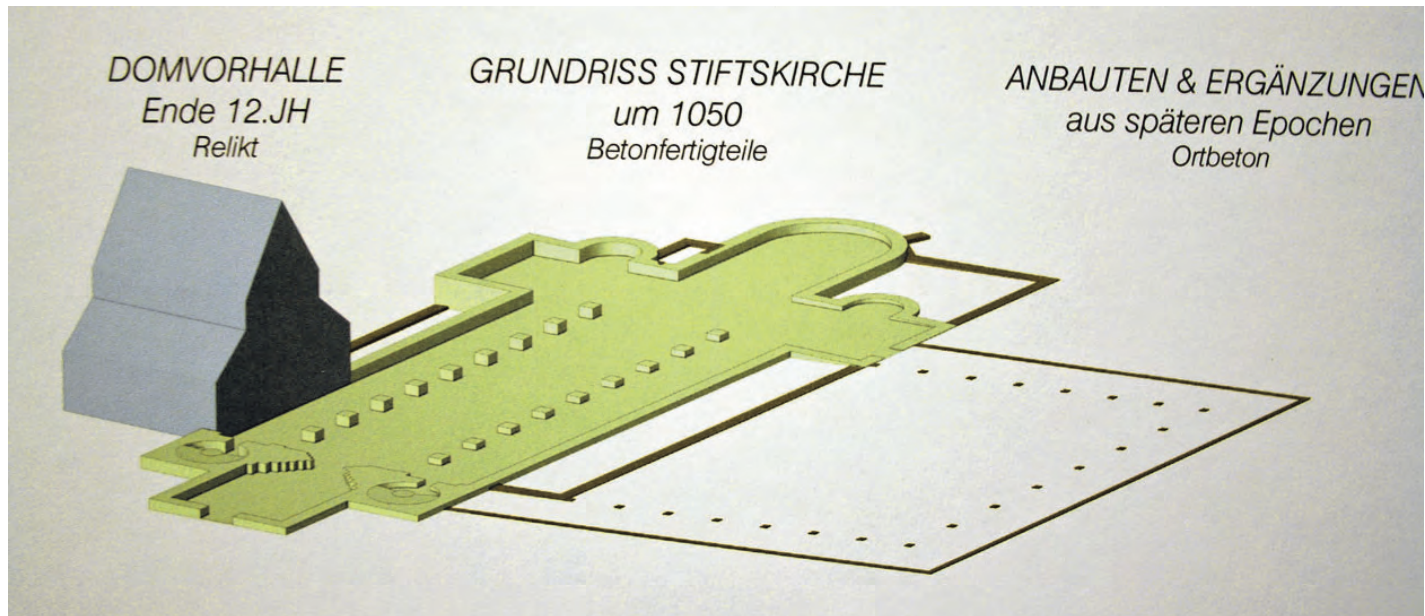 DOMVORHALLE
Ende 12.JH
Relikt
GRUNDRISS STIFTSKIRCHE
um 1050
Betonfertigteile
ANBAUTEN & ERGÄNZUNGEN
aus späteren Epochen
Ortbeton